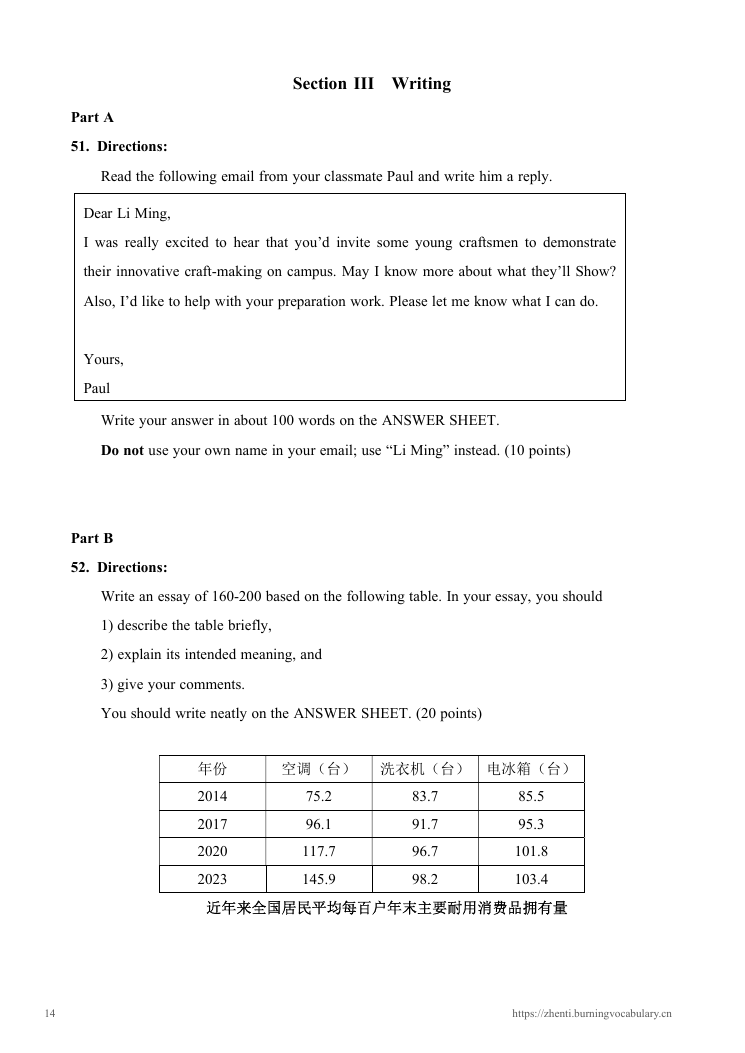 Section III    Writing
Part A
51.  Directions:
Read the following email from your classmate Paul and write him a reply.
Dear Li Ming,
I was really excited to hear that you’d invite some young craftsmen to demonstrate
their innovative craft-making on campus. May I know more about what they’ll Show?
Also, I’d like to help with your preparation work. Please let me know what I can do.
Yours,
Paul
Write your answer in about 100 words on the ANSWER SHEET.
Do not use your own name in your email; use “Li Ming” instead. (10 points)
Part B
52.  Directions:
Write an essay of 160-200 based on the following table. In your essay, you should
1) describe the table briefly,
2) explain its intended meaning, and
3) give your comments.
You should write neatly on the ANSWER SHEET. (20 points)
年份 空调（台） 洗衣机（台） 电冰箱（台）
2014 75.2 83.7 85.5
2017 96.1 91.7 95.3
2020 117.7 96.7 101.8
2023 145.9 98.2 103.4
近年来全国居民平均每百户年末主要耐用消费品拥有量
14 https://zhenti.burningvocabulary.cn